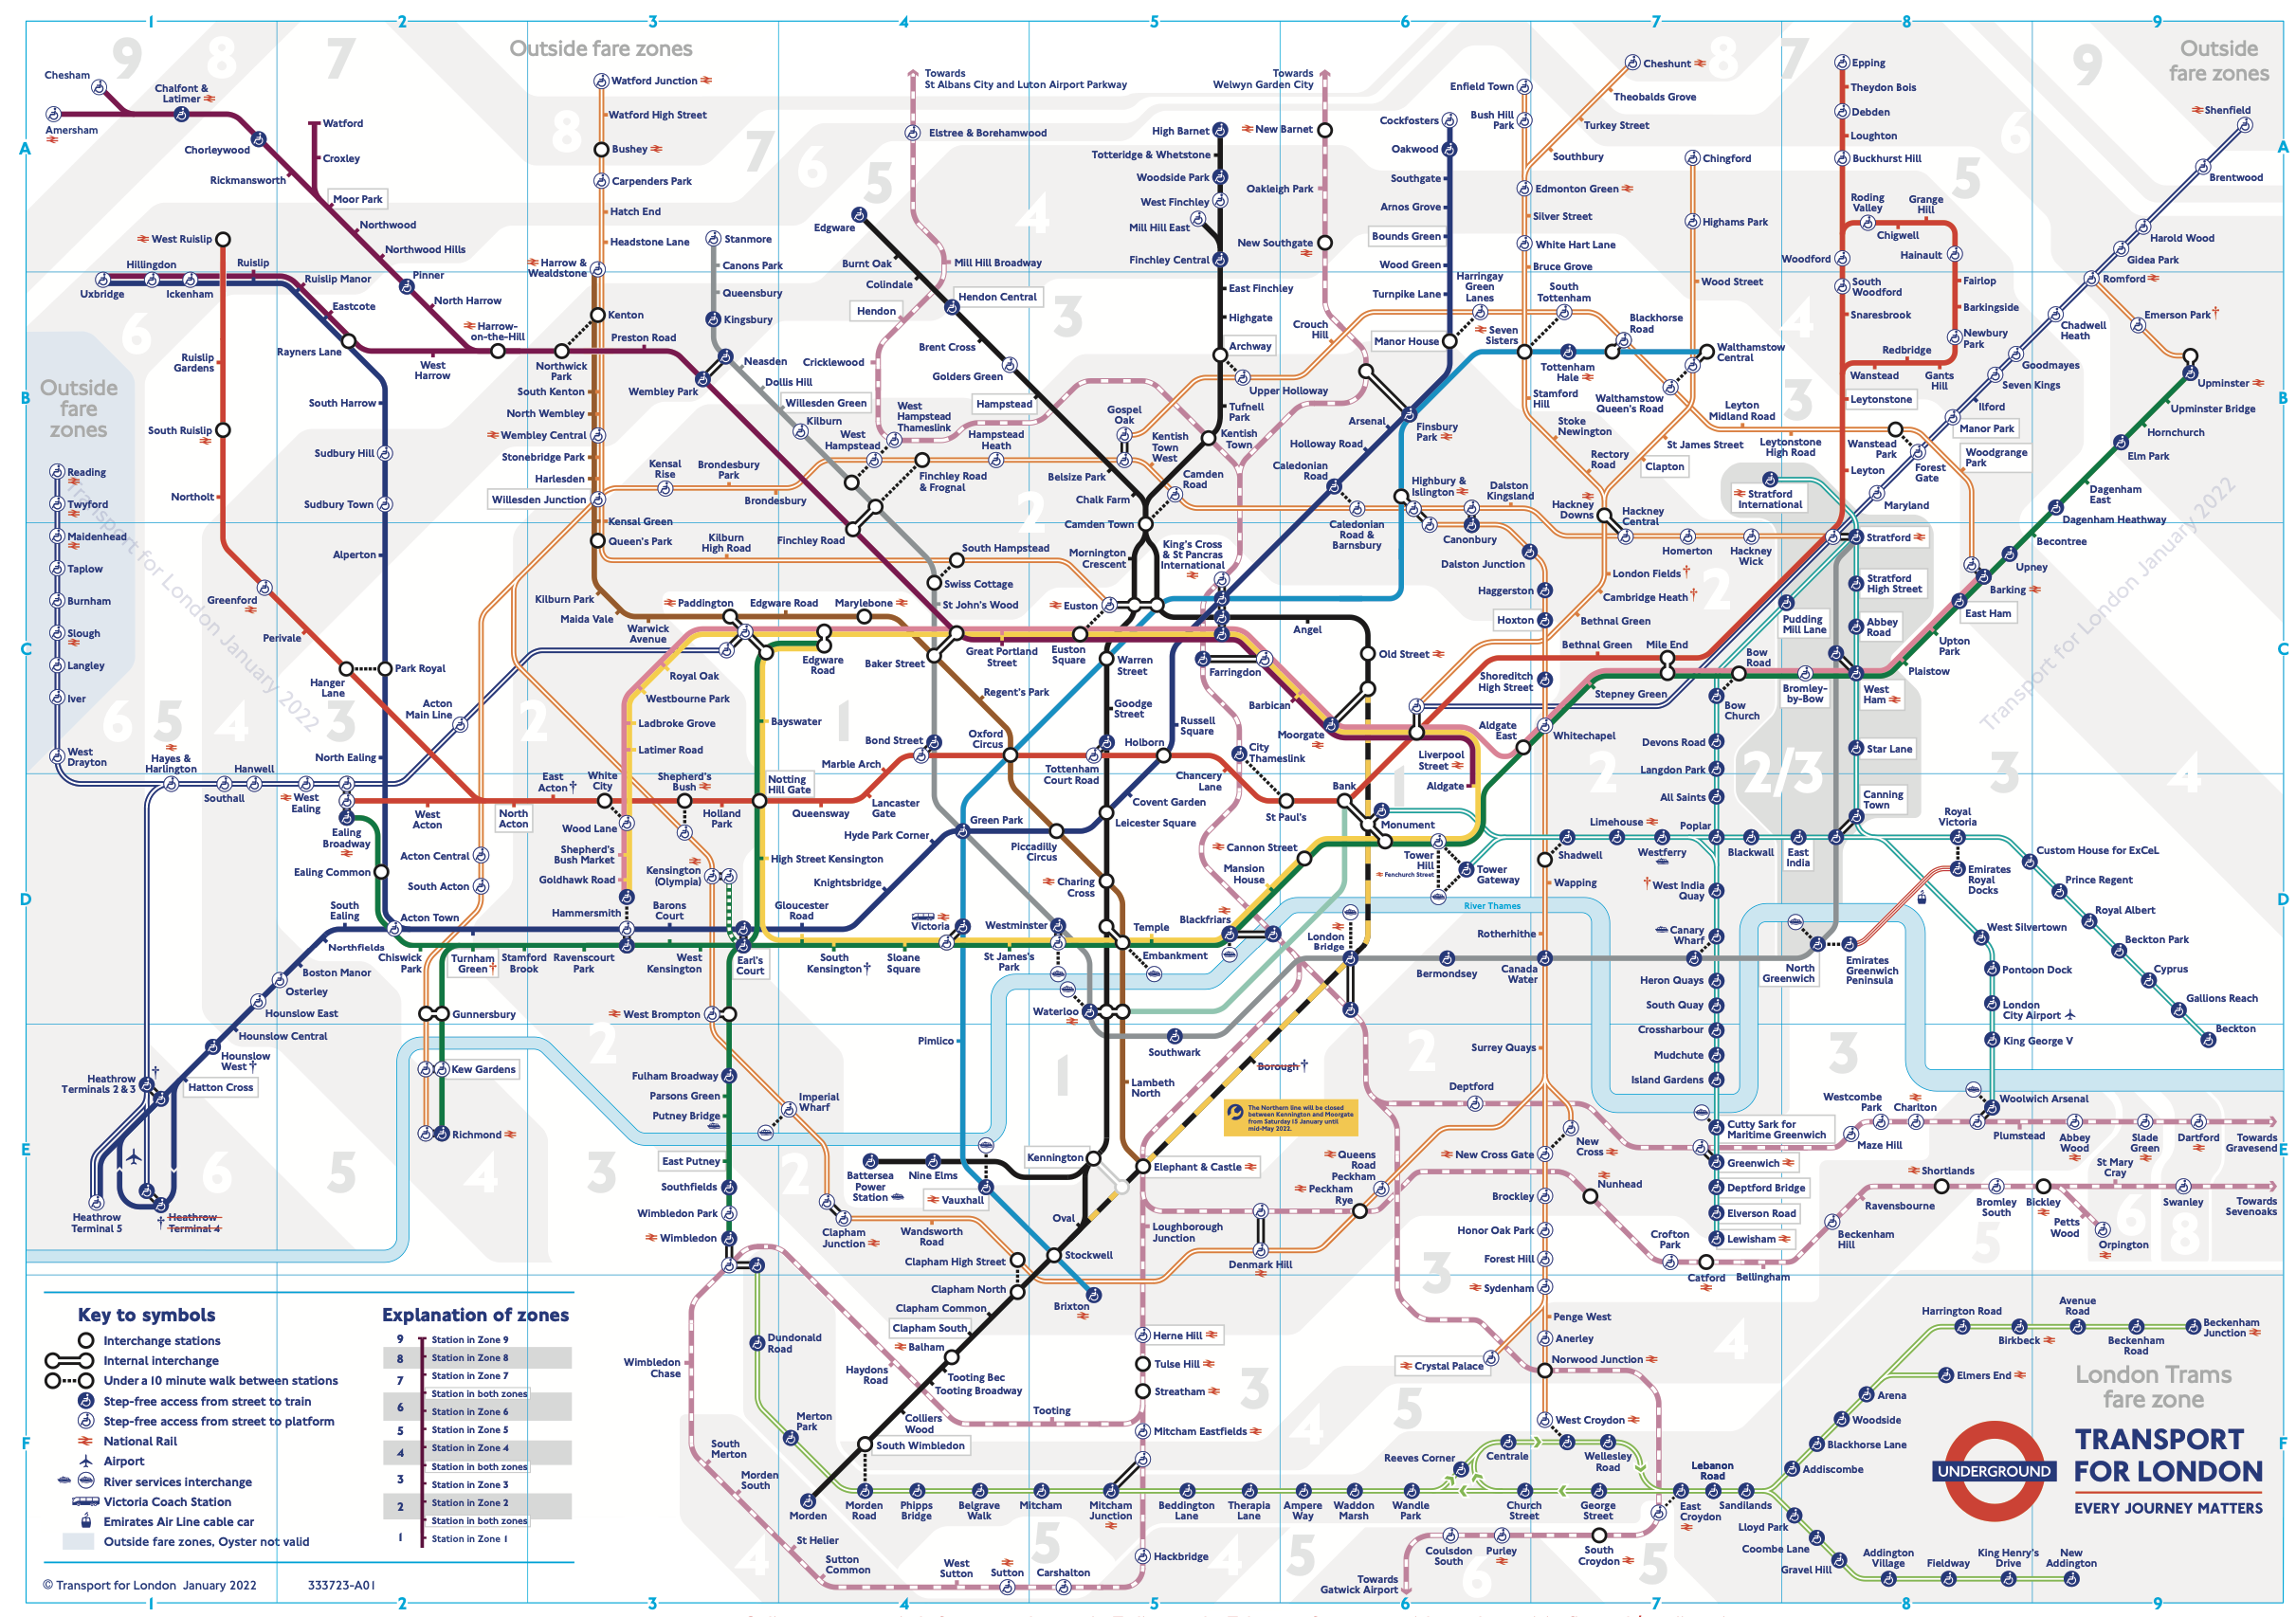 1 2 3 4 5 6 7 8 9
Outside fare zones
9
8
7
Chesham
Chalfont &
Latimer
Amersham
Chorleywood
Rickmansworth
Watford
Croxley
Moor Park
Northwood
Northwood Hills
Pinner
North Harrow
Harrow-
on-the-Hill
West Ruislip
Hillingdon
Ruislip
Uxbridge
Ickenham
Ruislip Manor
Eastcote
Rayners Lane
West
Harrow
Ruislip
Gardens
South Ruislip
Northolt
Greenford
Perivale
Hanger
Lane
South Harrow
Sudbury Hill
Sudbury Town
Alperton
Park Royal
North Ealing
Outside
fare
zones
Reading
Twyford
Maidenhead
Taplow
Burnham
Slough
Langley
Iver
West
Drayton
Hayes &
Harlington
Southall
Hanwell
West
Ealing
Ealing
Broadway
Acton
Main Line
West
Acton
North
Acton
East
Acton†
White
City
Shepherd's
Bush
Holland
Park
Notting
Hill Gate
Queensway
Lancaster
Gate
Marble Arch
Bond Street
Oxford
Circus
Tottenham
Court Road
Holborn
Chancery
Lane
St Paul's
Bank
Watford Junction
Watford High Street
Bushey
Carpenders Park
Hatch End
Headstone Lane
Harrow &
Wealdstone
Kenton
Northwick
Park
Preston Road
South Kenton
North Wembley
Wembley Central
Stonebridge Park
Harlesden
Willesden Junction
Kensal Green
Queen's Park
Kilburn Park
Maida Vale
Warwick
Avenue
Paddington
Edgware Road
Marylebone
Baker Street
Regent's Park
Stanmore
Canons Park
Queensbury
Kingsbury
Wembley Park
Neasden
Dollis Hill
Willesden Green
Kilburn
West
Hampstead
West
Hampstead
Thameslink
Hampstead
Heath
Finchley Road
& Frognal
Kensal
Rise
Brondesbury
Park
Brondesbury
Finchley Road
Kilburn
High Road
South Hampstead
Swiss Cottage
St John's Wood
Towards
St Albans City and Luton Airport Parkway
Elstree & Borehamwood
Mill Hill Broadway
Hendon
Cricklewood
Edgware
Burnt Oak
Colindale
Hendon Central
Brent Cross
Golders Green
Hampstead
Belsize Park
Chalk Farm
Camden Town
Mornington
Crescent
Euston
High Barnet
Totteridge & Whetstone
Woodside Park
West Finchley
Mill Hill East
Finchley Central
East Finchley
Highgate
Archway
Upper Holloway
Tufnell
Park
Kentish
Town
Gospel
Oak
Kentish
Town
West
Camden
Road
King's Cross
& St Pancras
International
Towards
Welwyn Garden City
New Barnet
Oakleigh Park
New Southgate
Crouch
Hill
Cockfosters
Oakwood
Southgate
Arnos Grove
Bounds Green
Wood Green
Turnpike Lane
Harringay
Green
Lanes
Manor House
Arsenal
Finsbury
Park
Holloway Road
Caledonian
Road
Caledonian
Road &
Barnsbury
Highbury &
Islington
Canonbury
Dalston
Kingsland
Enfield Town
Bush Hill
Park
Cheshunt
Theobalds Grove
Turkey Street
Southbury
Edmonton Green
Silver Street
White Hart Lane
Bruce Grove
South
Tottenham
Seven
Sisters
Tottenham
Hale
Blackhorse
Road
Walthamstow
Central
Walthamstow
Queen's Road
Stamford
Hill
Stoke
Newington
Rectory
Road
Clapton
St James Street
Chingford
Highams Park
Wood Street
Leyton
Midland Road
Leytonstone
High Road
Wanstead
Park
Woodgrange
Park
Hackney
Downs
Hackney
Central
Homerton
Hackney
Wick
London Fields†
Cambridge Heath†
Bethnal Green
Epping
Theydon Bois
Debden
Loughton
Buckhurst Hill
Roding
Valley
Grange
Hill
Chigwell
Hainault
Woodford
South
Woodford
Snaresbrook
Fairlop
Barkingside
Newbury
Park
Redbridge
Wanstead
Gants
Hill
Leytonstone
Leyton
Stratford
International
Stratford
Outside
fare zones
Shenfield
Brentwood
Harold Wood
Gidea Park
Romford
Emerson Park†
Chadwell
Heath
Goodmayes
Seven Kings
Ilford
Manor Park
Forest
Gate
Maryland
Upminster
Upminster Bridge
Hornchurch
Elm Park
Dagenham
East
Dagenham Heathway
Becontree
Upney
Barking
East Ham
Upton
Park
Plaistow
West
Ham
Bromley-
by-Bow
Bow
Road
Mile End
Bethnal Green
Stepney Green
Whitechapel
Aldgate
East
Aldgate
Liverpool
Street
Moorgate
Barbican
Farringdon
Old Street
Angel
Euston
Square
Great Portland
Street
Warren
Street
Goodge
Street
Russell
Square
City
Thameslink
Edgware
Road
Royal Oak
Westbourne Park
Ladbroke Grove
Latimer Road
Wood Lane
Shepherd's
Bush Market
Goldhawk Road
Hammersmith
Bayswater
High Street Kensington
Kensington
(Olympia)
Dalston Junction
Haggerston
Hoxton
Shoreditch
High Street
Stratford
High Street
Abbey
Road
Pudding
Mill Lane
Star Lane
Canning
Town
Bow
Church
Devons Road
Langdon Park
All Saints
Poplar
Limehouse
Westferry
Blackwall
East
India
Royal
Victoria
Custom House for ExCeL
Prince Regent
Royal Albert
Beckton Park
Cyprus
Gallions Reach
Beckton
Emirates
Royal
Docks
Emirates
Greenwich
Peninsula
North
Greenwich
West Silvertown
Pontoon Dock
London
City Airport
King George V
Woolwich Arsenal
†West India
Quay
Canary
Wharf
Heron Quays
South Quay
Crossharbour
Mudchute
Island Gardens
Cutty Sark for
Maritime Greenwich
Greenwich
Deptford Bridge
Elverson Road
Lewisham
River Thames
Shadwell
Wapping
Rotherhithe
Canada
Water
Bermondsey
London
Bridge
Surrey Quays
Tower
Hill
Fenchurch Street
Tower
Gateway
Monument
Cannon Street
Mansion
House
Blackfriars
Temple
Embankment
Westminster
St James's
Park
Victoria
Sloane
Square
South
Kensington†
Gloucester
Road
Knightsbridge
Hyde Park Corner
Green Park
Piccadilly
Circus
Covent Garden
Leicester Square
Charing
Cross
Waterloo
Southwark
Lambeth
North
Borough†
Elephant & Castle
Kennington
Pimlico
Vauxhall
Nine Elms
Battersea
Power
Station
Oval
Stockwell
Brixton
Clapham High Street
Clapham North
Clapham Common
Clapham South
Balham
Tooting Bec
Tooting Broadway
Colliers
Wood
South Wimbledon
Morden
Acton Central
South Acton
Ealing Common
Acton Town
South
Ealing
Northfields
Boston Manor
Osterley
Hounslow East
Hounslow Central
Hounslow
West†
Hatton Cross
Heathrow
Terminals 2 & 3
Heathrow
Terminal 5
† Heathrow
Terminal 4
Chiswick
Park
Turnham
Green†
Stamford
Brook
Ravenscourt
Park
Barons
Court
West
Kensington
Earl's
Court
Gunnersbury
Kew Gardens
Richmond
West Brompton
Fulham Broadway
Parsons Green
Putney Bridge
East Putney
Southfields
Wimbledon Park
Wimbledon
Imperial
Wharf
Clapham
Junction
Wandsworth
Road
The Northern line will be closed
between Kennington and Moorgate
from Saturday 15 January until
mid-May 2022.
Loughborough
Junction
Denmark Hill
Peckham
Rye
Queens
Road
Peckham
New Cross Gate
New
Cross
Deptford
Nunhead
Brockley
Honor Oak Park
Forest Hill
Sydenham
Penge West
Anerley
Crystal Palace
Norwood Junction
West Croydon
Crofton
Park
Catford
Bellingham
Beckenham
Hill
Ravensbourne
Shortlands
Bromley
South
Bickley
Petts
Wood
Orpington
St Mary
Cray
Swanley
Towards
Sevenoaks
Westcombe
Park
Maze Hill
Charlton
Plumstead
Abbey
Wood
Slade
Green
Dartford
Towards
Gravesend
Herne Hill
Tulse Hill
Streatham
Mitcham Eastfields
Hackbridge
Tooting
Haydons
Road
Wimbledon
Chase
South
Merton
Morden
South
St Helier
Sutton
Common
West
Sutton
Sutton
Carshalton
Dundonald
Road
Merton
Park
Morden
Road
Phipps
Bridge
Belgrave
Walk
Mitcham
Mitcham
Junction
Beddington
Lane
Therapia
Lane
Ampere
Way
Waddon
Marsh
Wandle
Park
Reeves Corner
Centrale
Wellesley
Road
Church
Street
George
Street
East
Croydon
Lebanon
Road
Sandilands
Coulsdon
South
Purley
South
Croydon
Towards
Gatwick Airport
Addiscombe
Blackhorse Lane
Woodside
Arena
Elmers End
Harrington Road
Birkbeck
Avenue
Road
Beckenham
Road
Beckenham
Junction
Lloyd Park
Coombe Lane
Gravel Hill
Addington
Village
Fieldway
King Henry's
Drive
New
Addington
2/3
Transport for London January 2022
Transport for London January 2022
A
B
C
D
E
F
Key to symbols
Interchange stations
Internal interchange
Under a 10 minute walk between stations
Step-free access from street to train
Step-free access from street to platform
National Rail
Airport
River services interchange
Victoria Coach Station
Emirates Air Line cable car
Outside fare zones, Oyster not valid
Explanation of zones
9 Station in Zone 9
8 Station in Zone 8
7 Station in Zone 7
Station in both zones
6 Station in Zone 6
5 Station in Zone 5
4 Station in Zone 4
Station in both zones
3 Station in Zone 3
2 Station in Zone 2
Station in both zones
1 Station in Zone 1
London Trams
fare zone
UNDERGROUND
TRANSPORT
FOR LONDON
EVERY JOURNEY MATTERS
© Transport for London January 2022
333723-A01
1 2 3 4 5 6 7 8 9